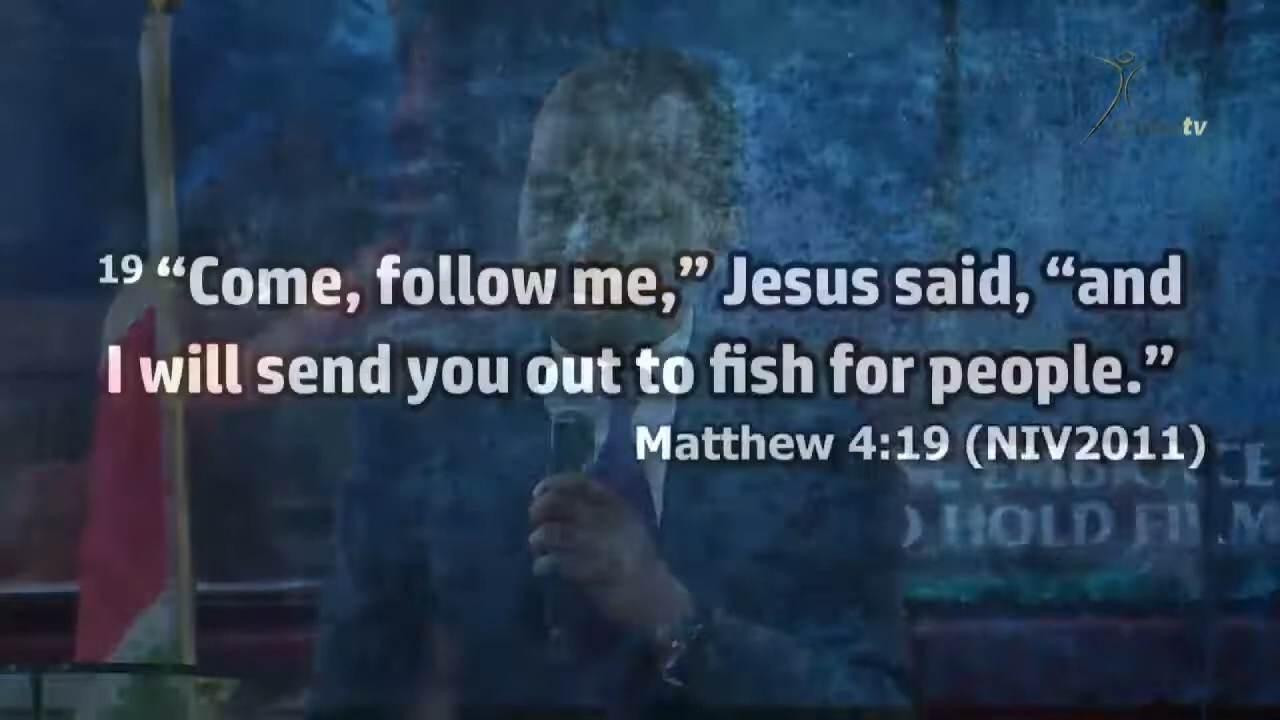 tv
19 “Come, follow me,” Jesus said, “and
I will send you out to fish for people.”
Matthew 4:19 (NIV2011)
HOLD